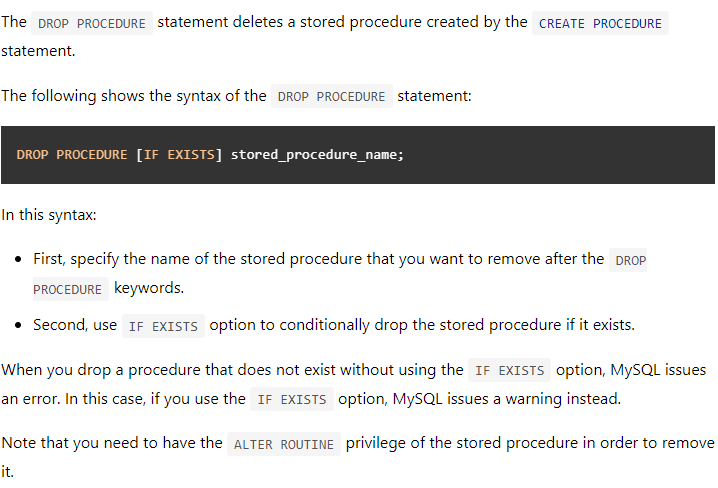 The DROP PROCEDURE statement deletes a stored procedure created by the CREATE PROCEDURE
statement.
The following shows the syntax of the DROP PROCEDURE statement:
DROP PROCEDURE [IF EXISTS] stored_procedure_name;
In this syntax:
First, specify the name of the stored procedure that you want to remove after the DROP
PROCEDURE keywords.
Second, use IF EXISTS option to conditionally drop the stored procedure if it exists.
When you drop a procedure that does not exist without using the IF EXISTS option, MySQL issues
an error. In this case, if you use the IF EXISTS option, MySQL issues a warning instead.
Note that you need to have the ALTER ROUTINE privilege of the stored procedure in order to remove
it.